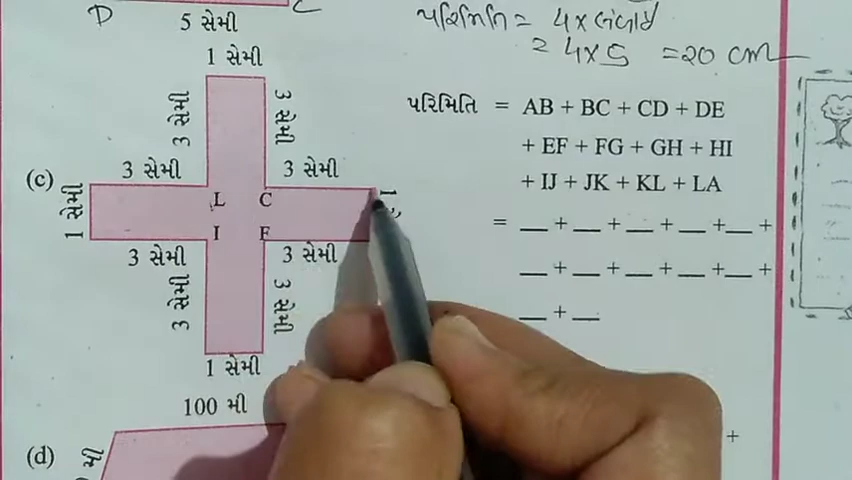 D
C
5 સેમી
પરિમિતિ = 4 x લંબાઈ
= 4 x 5 = 20 cm
1 સેમી
3 સેમી
3 સેમી
3 સેમી
3 સેમી
પરિમિતિ = AB + BC + CD + DE
+ EF + FG + GH + HI
+ IJ + JK + KL + LA
= __ + __ + __ + __ +__ +
__ + __ + __ + __ +__ +
__ + __
(c)
1 સેમી
L C
I F
3 સેમી
3 સેમી
3 સેમી
3 સેમી
1 સેમી
100 મી
(d)
મી
+